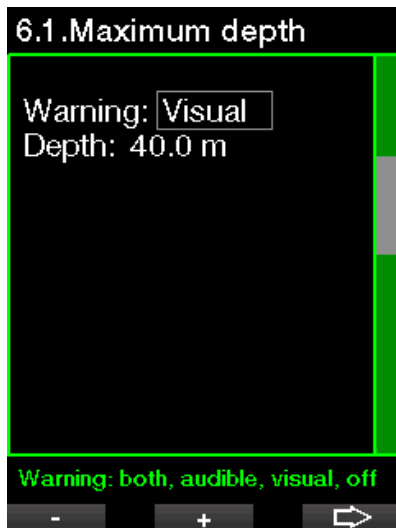 6.1.Maximum depth
Warning: Visual
Depth: 40.0 m
Warning: both, audible, visual, off
- +